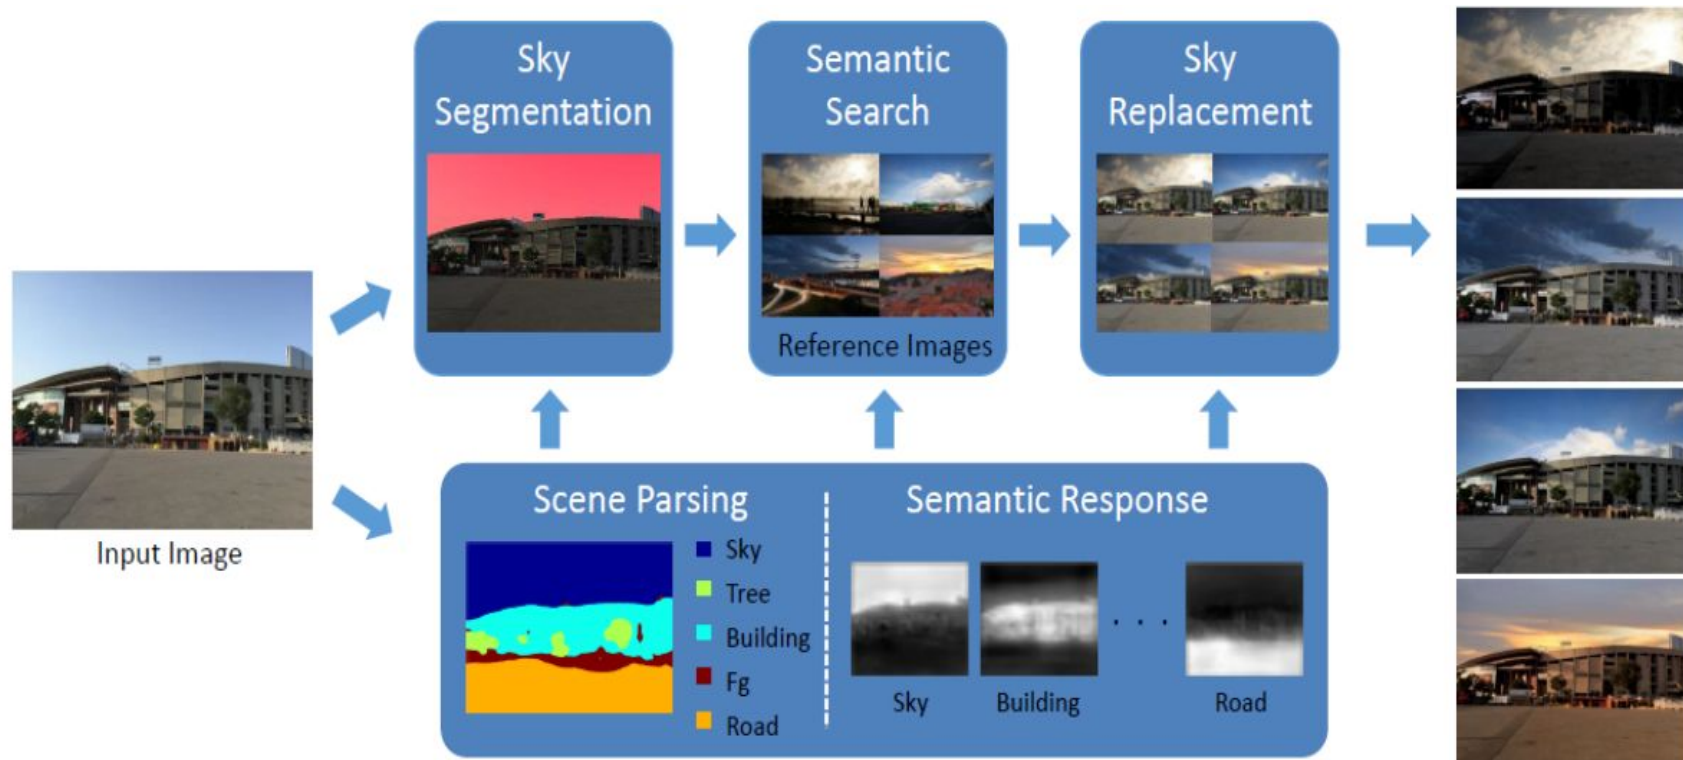 Sky
Segmentation
Semantic
Search
Reference Images
Sky
Replacement
Input Image
Scene Parsing
Sky
Tree
Building
Fg
Road
Semantic Response
Sky
Building
. . .
Road